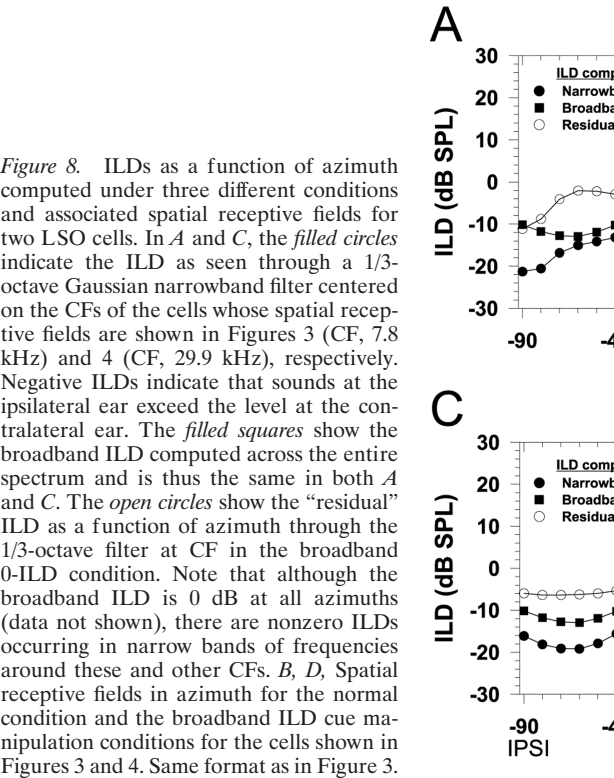 Figure 8. ILDs as a function of azimuth
computed under three different conditions
and associated spatial receptive fields for
two LSO cells. In A and C, the filled circles
indicate the ILD as seen through a 1/3-
octave Gaussian narrowband filter centered
on the CFs of the cells whose spatial recep-
tive fields are shown in Figures 3 (CF, 7.8
kHz) and 4 (CF, 29.9 kHz), respectively.
Negative ILDs indicate that sounds at the
ipsilateral ear exceed the level at the con-
tralateral ear. The filled squares show the
broadband ILD computed across the entire
spectrum and is thus the same in both A
and C. The open circles show the “residual”
ILD as a function of azimuth through the
1/3-octave filter at CF in the broadband
0-ILD condition. Note that although the
broadband ILD is 0 dB at all azimuths
(data not shown), there are nonzero ILDs
occurring in narrow bands of frequencies
around these and other CFs. B, D, Spatial
receptive fields in azimuth for the normal
condition and the broadband ILD cue ma-
nipulation conditions for the cells shown in
Figures 3 and 4. Same format as in Figure 3.
A
ILD (dB SPL)
30
20
10
0
-10
-20
-30
ILD
-90
C
ILD (dB SPL)
30
20
10
0
-10
-20
-30
ILD
-90
IPSI